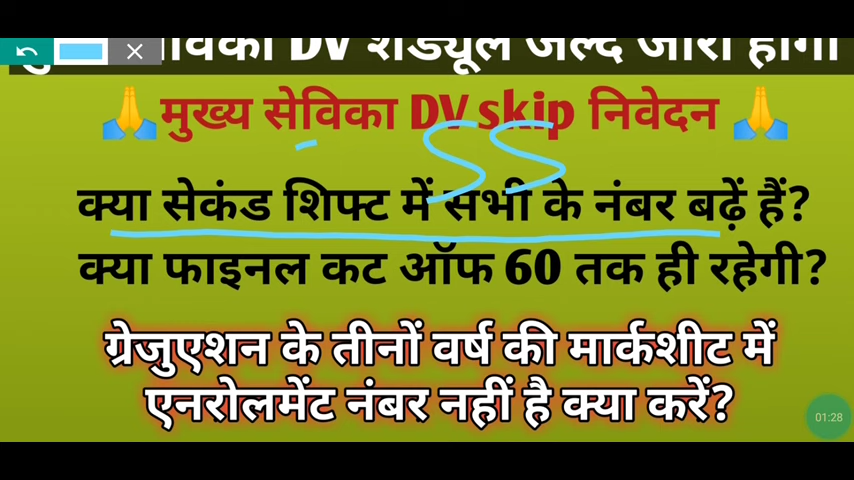 DV शेड्यूल जल्द जारी होगा
मुख्य सेविका DV skip निवेदन
SS
क्या सेकंड शिफ्ट में सभी के नंबर बढ़ें हैं?
क्या फाइनल कट ऑफ 60 तक ही रहेगी?
ग्रेजुएशन के तीनों वर्ष की मार्कशीट में
एनरोलमेंट नंबर नहीं है क्या करें?
01:28